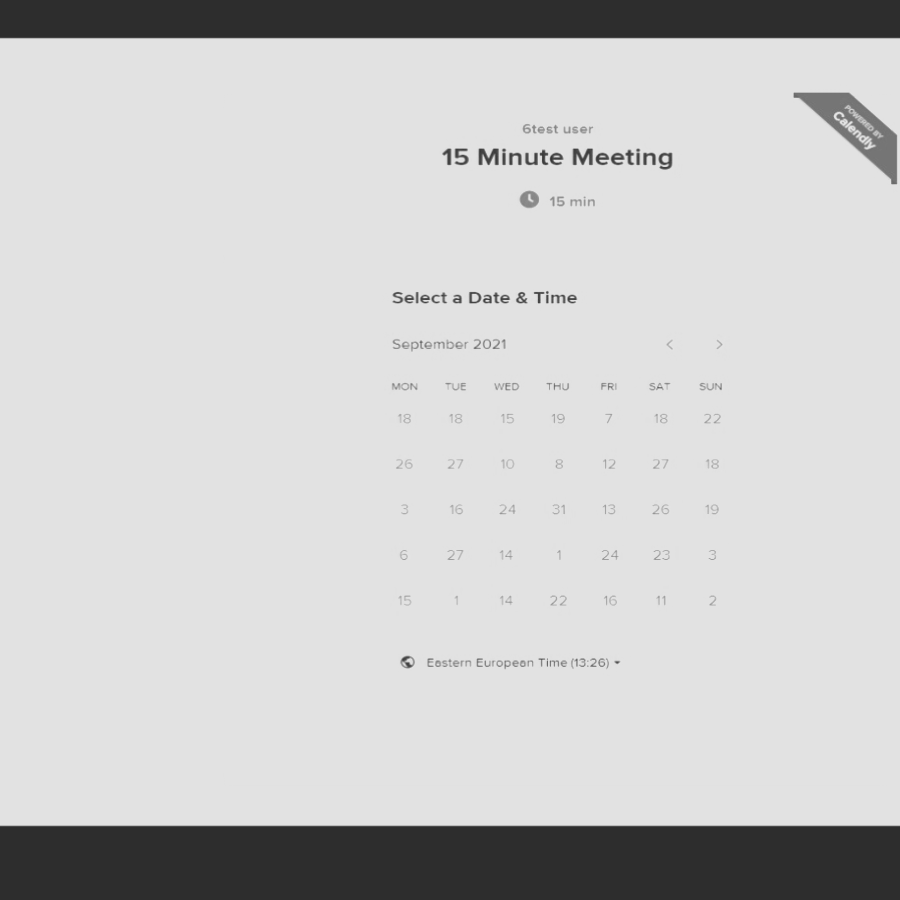 POWERED BY
Calendly
6test user
15 Minute Meeting
15 min
Select a Date & Time
September 2021
MON TUE WED THU FRI SAT SUN
18 18 15 19 7 18 22
26 27 10 8 12 27 18
3 16 24 31 13 26 19
6 27 14 1 24 23 3
15 1 14 22 16 11 2
Eastern European Time (13:26)